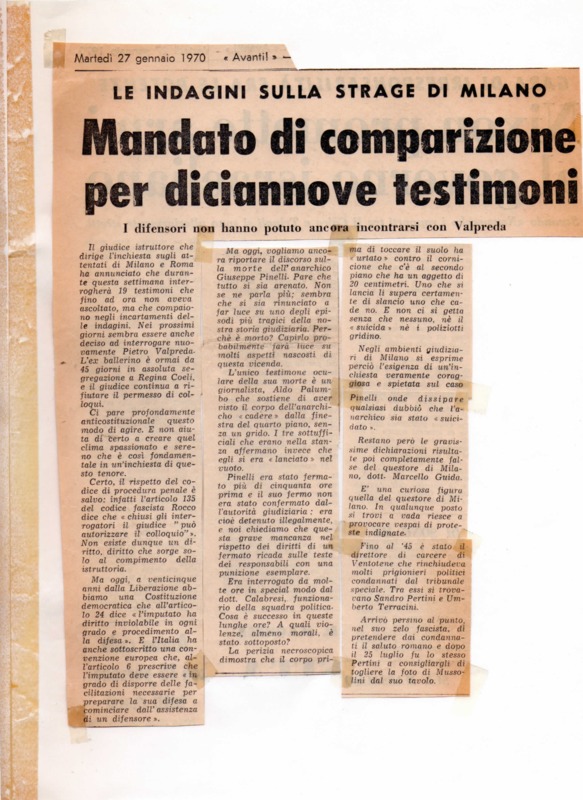 Martedì 27 gennaio 1970 « Avanti! » —
LE INDAGINI SULLA STRAGE DI MILANO
Mandato di comparizione
per diciannove testimoni
I difensori non hanno potuto ancora incontrarsi con Valpreda
Il giudice istruttore che
dirige l'inchiesta sugli at-
tentati di Milano e Roma
ha annunciato che duran-
te questa settimana inter-
rogherà 19 testimoni che
fino ad ora non aveva
ascoltato, ma che compaio-
no negli incartamenti del-
le indagini. Nei prossimi
giorni sembra essere anche
deciso ad interrogare nuo-
vamente Pietro Valpreda.
L'ex ballerino è ormai da
45 giorni in assoluta se-
gregazione a Regina Coeli,
e il giudice continua a ri-
fiutare il permesso di col-
loqui.
Ci pare profondamente
anticostituzionale questo
modo di agire. E non aiu-
ta di certo a creare quel
clima spassionato e sere-
no che è così fondamen-
tale in un'inchiesta di que-
sto tenore.
Certo, il rispetto del co-
dice di procedura penale è
salvo: infatti l'articolo 135
del codice fascista Rocco
dice che « chiusi gli inter-
rogatori il giudice "può
autorizzare il colloquio".
Non esiste dunque un di-
ritto, diritto che sorge so-
lo al compimento della
istruttoria.
Ma oggi, a venticinque
anni dalla Liberazione ab-
biamo una Costituzione
democratica che all'artico-
lo 24 dice « l'imputato ha
diritto inviolabile in ogni
grado e procedimento al-
la difesa ». E l'Italia ha
anche sottoscritto una con-
venzione europea che, al-
l'articolo 6 prescrive che
l'imputato deve essere « in
grado di disporre delle fa-
cilitazioni necessarie per
preparare la sua difesa a
cominciare dall'assistenza
di un difensore ».
Ma oggi, vogliamo anco-
ra riportare il discorso sul-
la morte dell'anarchico
Giuseppe Pinelli. Pare che
tutto si sia arenato. Non
se ne parla più; sembra
che si sia rinunciato a
far luce su uno degli epi-
sodi più tragici della no-
stra storia giudiziaria. Per-
chè è morto? Capirlo pro-
babilmente farà luce su
molti aspetti nascosti di
questa vicenda.
L'unico testimone ocu-
lare della sua morte è un
giornalista, Aldo Palum-
bo che sostiene di aver
visto il corpo dell'anarchi-
co « cadere » dalla fine-
stra del quarto piano, sen-
za un grido. I tre sottuffi-
ciali che erano nella stan-
za affermano invece che
egli si era « lanciato » nel
vuoto.
Pinelli era stato ferma-
to più di cinquanta ore
prima e il suo fermo non
era stato confermato dal-
l'autorità giudiziaria: era
cioè detenuto illegalmente,
e noi chiediamo che que-
sta grave mancanza nel
rispetto dei diritti di un
fermato ricada sulle teste
dei responsabili con una
punizione esemplare.
Era interrogato da mol-
te ore in special modo dal
dott. Calabresi, funziona-
rio della squadra politica.
Cosa è successo in queste
lunghe ore? A quali vio-
lenze, almeno morali, è
stato sottoposto?
La perizia necroscopica
dimostra che il corpo pri-
ma di toccare il suolo ha
« urtato » contro il corni-
cione che c'è al secondo
piano che ha un aggetto di
20 centimetri. Uno che si
lancia li supera certamen-
te di slancio uno che ca-
de no. E non ci si getta
senza che nessuno, nè il
« suicida » nè i poliziotti
gridino.
Negli ambienti giudizia-
ri di Milano si esprime
perciò l'esigenza di un'in-
chiesta veramente corag-
giosa e spietata sul caso
Pinelli onde dissipare
qualsiasi dubbio che l'a-
narchico sia stato « suici-
dato ».
Restano però le gravis-
sime dichiarazioni risulta-
te poi completamente fal-
se del questore di Mila-
no, dott. Marcello Guida.
E' una curiosa figura
quella del questore di Mi-
lano. In qualunque posto
si trovi a vada riesce a
provocare vespai di prote-
ste indignate.
Fino al '45 è stato il
direttore di carcere di
Ventotene che rinchiudeva
molti prigionieri politici
condannati dal tribunale
speciale. Tra essi si trova-
vano Sandro Pertini e Um-
berto Terracini.
Arrivò persino al punto,
nel suo zelo fascista, di
pretendere dai condanna-
ti il saluto romano e dopo
il 25 luglio fu lo stesso
Pertini a consigliargli di
togliere la foto di Musso-
lini dal suo tavolo.